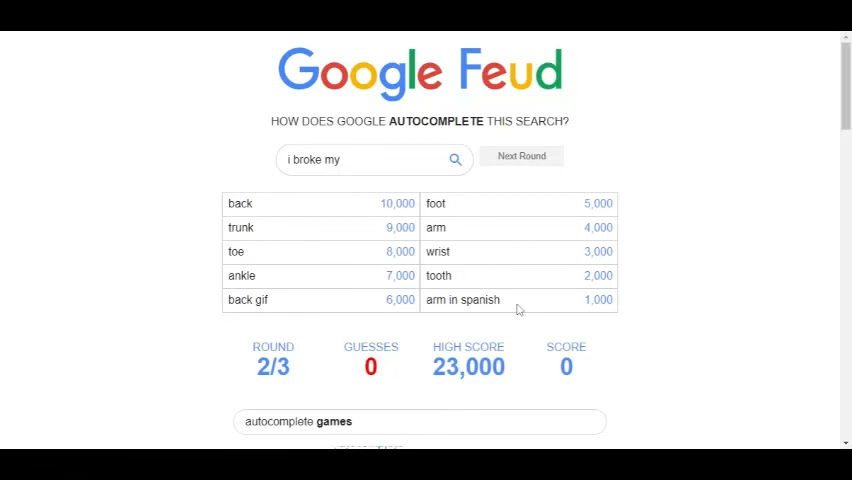 Google Feud
HOW DOES GOOGLE AUTOCOMPLETE THIS SEARCH?
i broke my
Next Round
back 10,000 foot 5,000
trunk 9,000 arm 4,000
toe 8,000 wrist 3,000
ankle 7,000 tooth 2,000
back gif 6,000 arm in spanish 1,000
ROUND GUESSES HIGH SCORE SCORE
2/3 0 23,000 0
autocomplete games